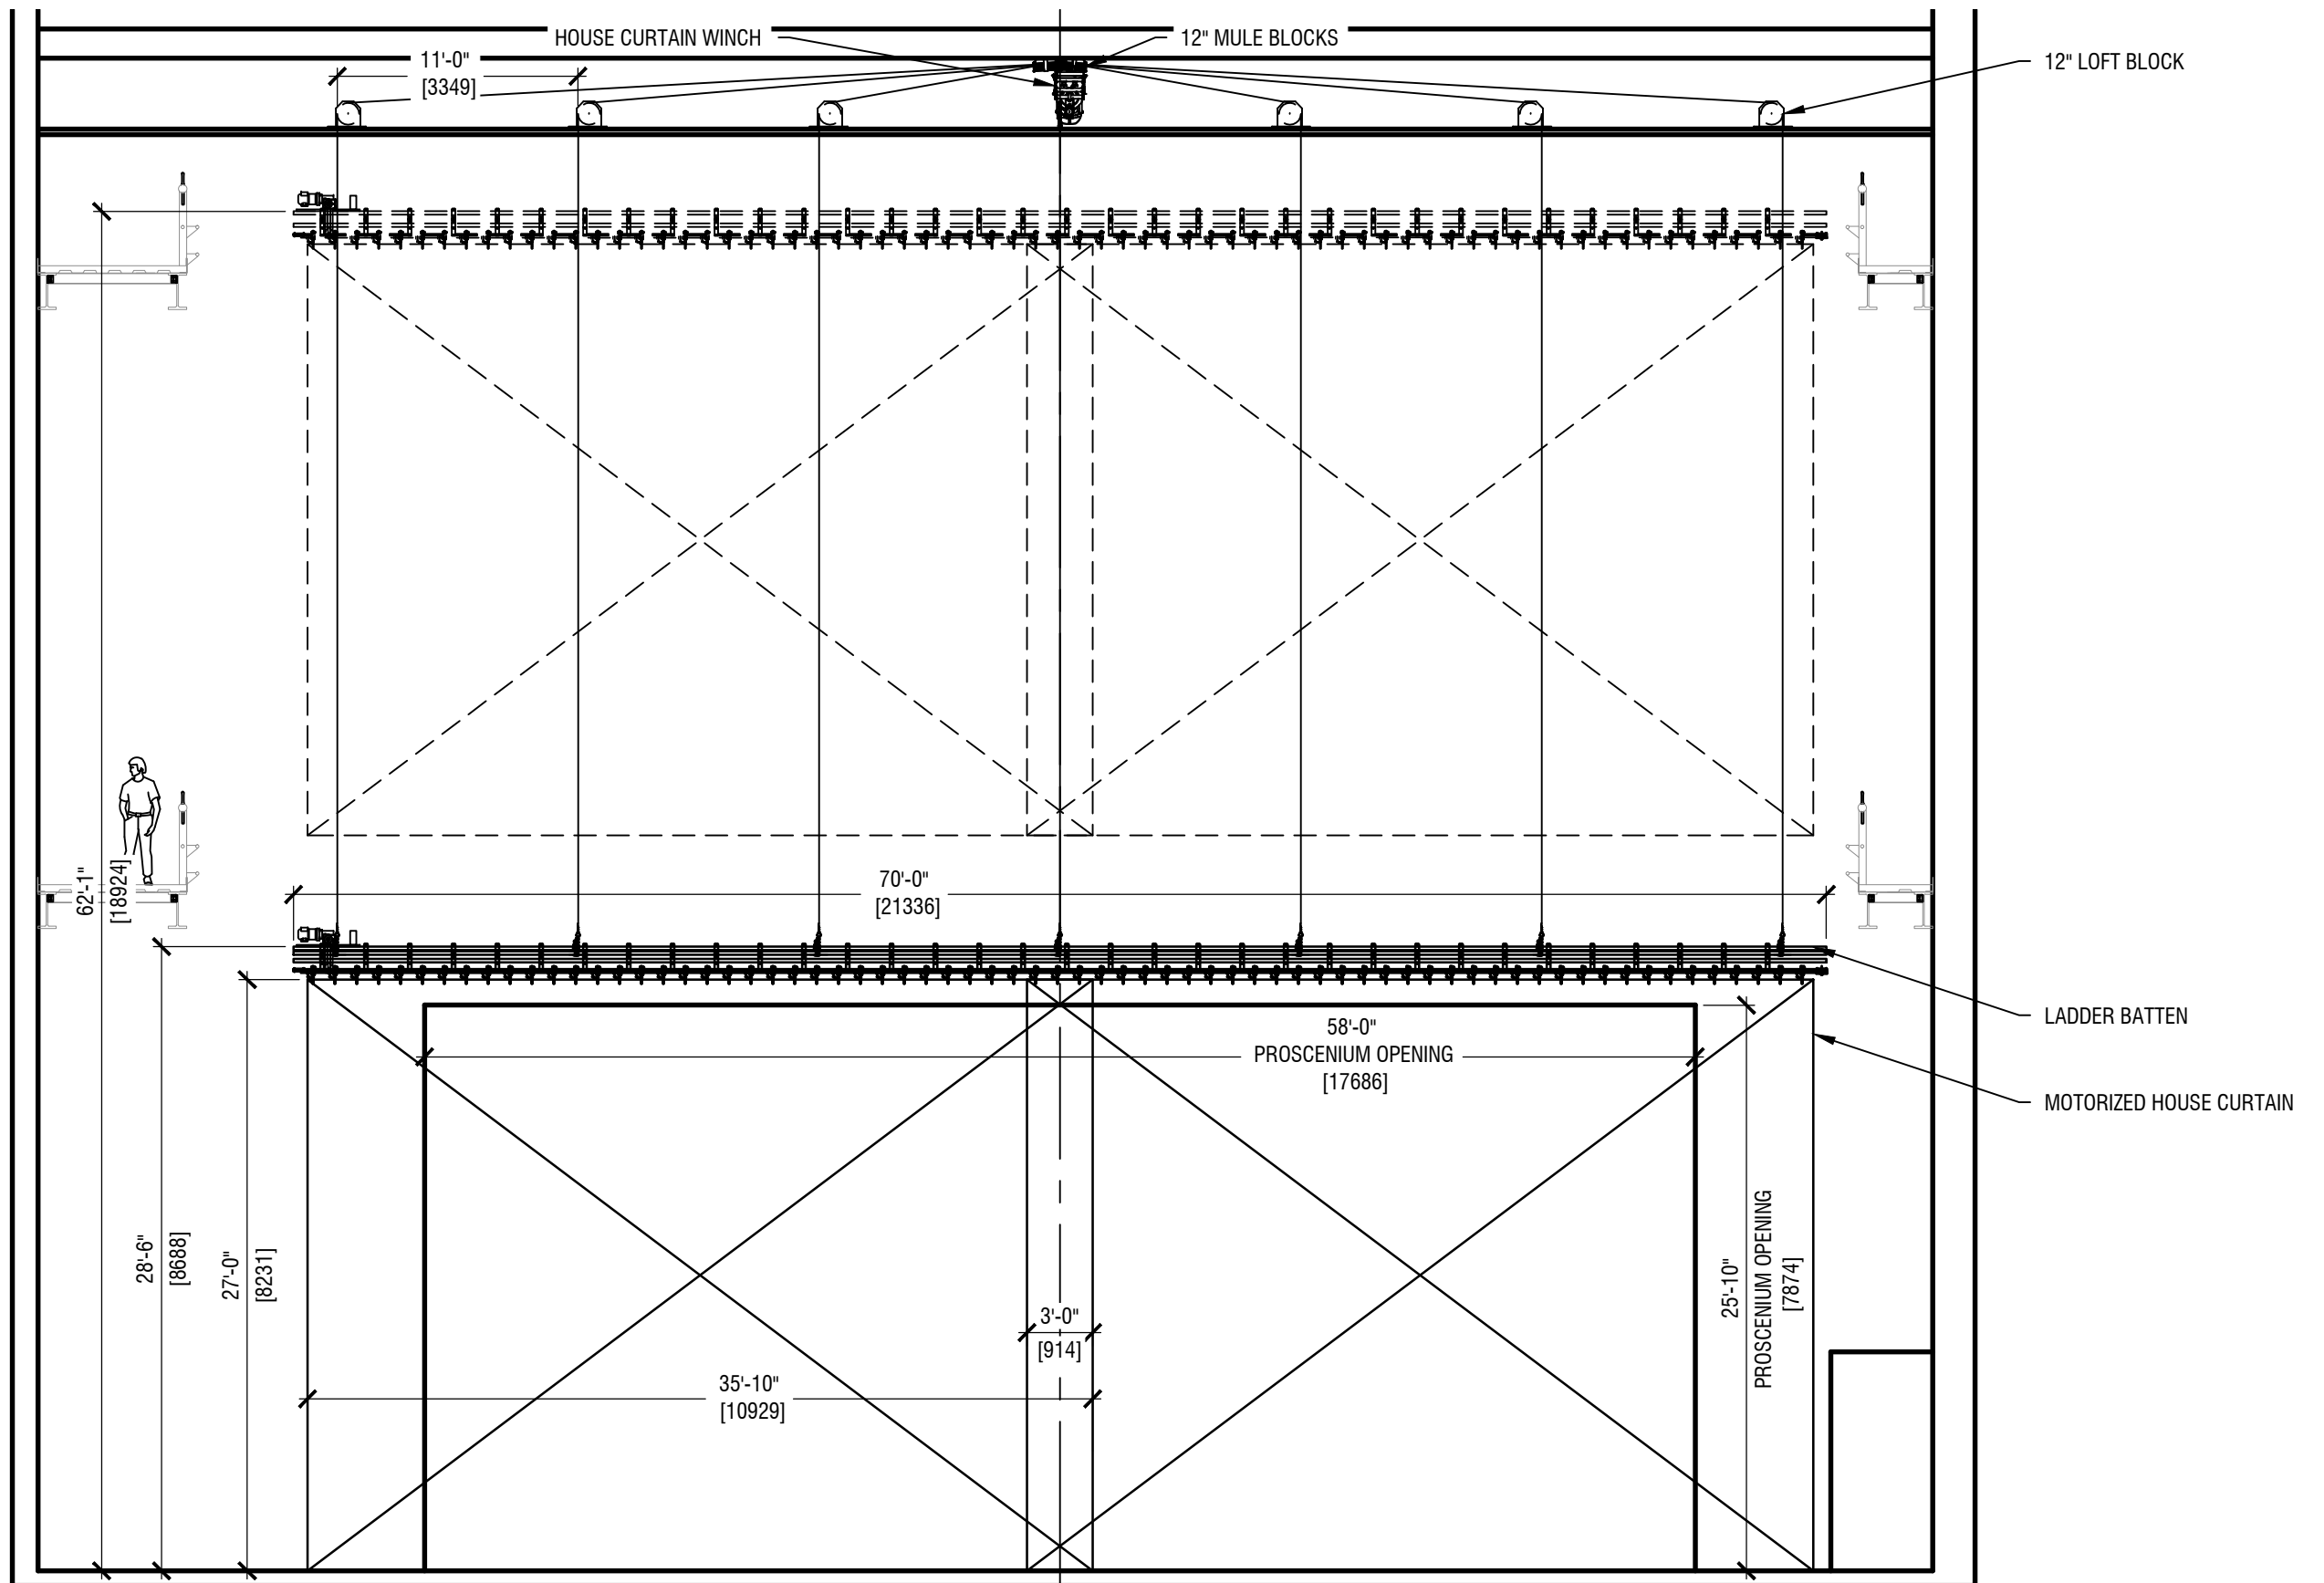 HOUSE CURTAIN WINCH
12" MULE BLOCKS
12" LOFT BLOCK
11'-0"
[3349]
62'-1"
[18924]
70'-0"
[21336]
LADDER BATTEN
58'-0"
PROSCENIUM OPENING
[17686]
MOTORIZED HOUSE CURTAIN
28'-6"
[8688]
27'-0"
[8231]
25'-10"
PROSCENIUM OPENING
[7874]
3'-0"
[914]
35'-10"
[10929]